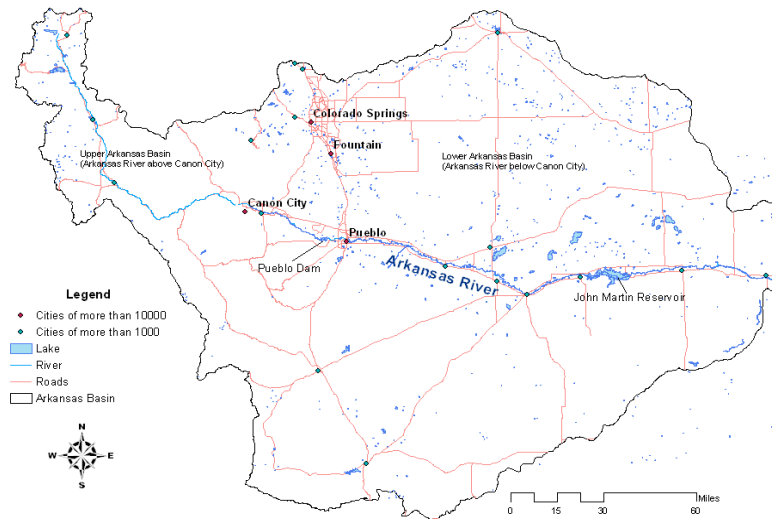 Colorado Springs
Fountain
Upper Arkansas Basin
(Arkansas River above Canon City)
Lower Arkansas Basin
(Arkansas River below Canon City)
Canon City
Pueblo
Pueblo Dam
Arkansas River
John Martin Reservoir
Legend
Cities of more than 10000
Cities of more than 1000
Lake
River
Roads
Arkansas Basin
N
W E
S
Miles
0 15 30 60